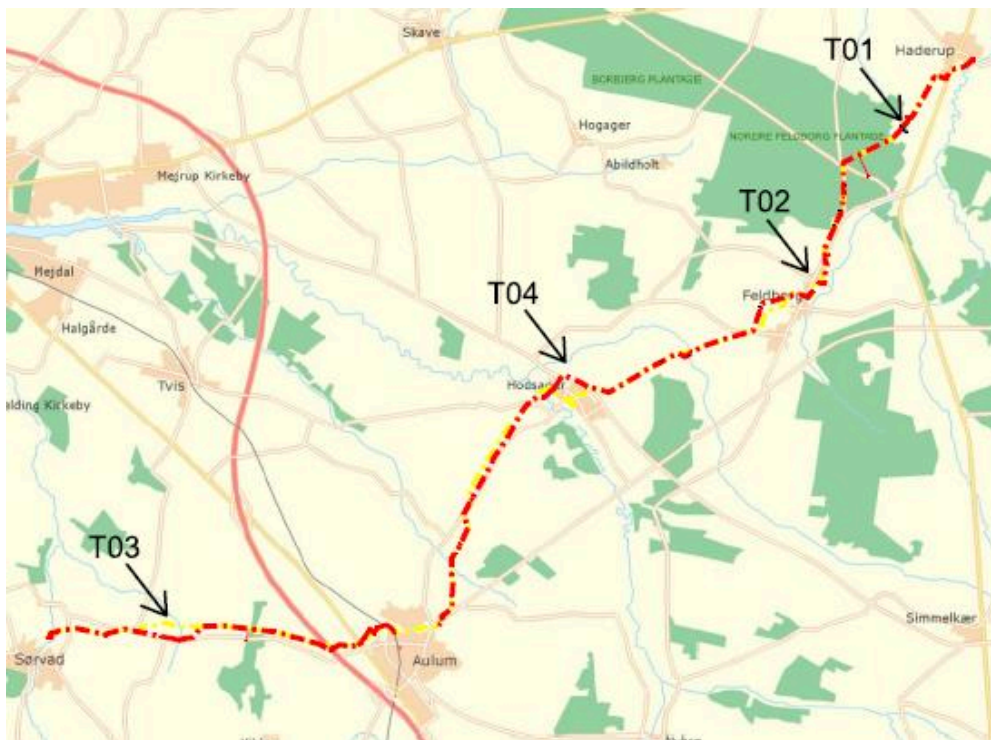 Skave
T01
Haderup
BORBJERG PLANTAGE
Hogager
NORDRE FELDBORG PLANTAGE
Abildholt
Mejrup Kirkeby
T02
Mejdal
T04
Feldborg
Halgårde
Tvis
Hodsager
elding Kirkeby
T03
Simmelkær
Sørvad
Aulum